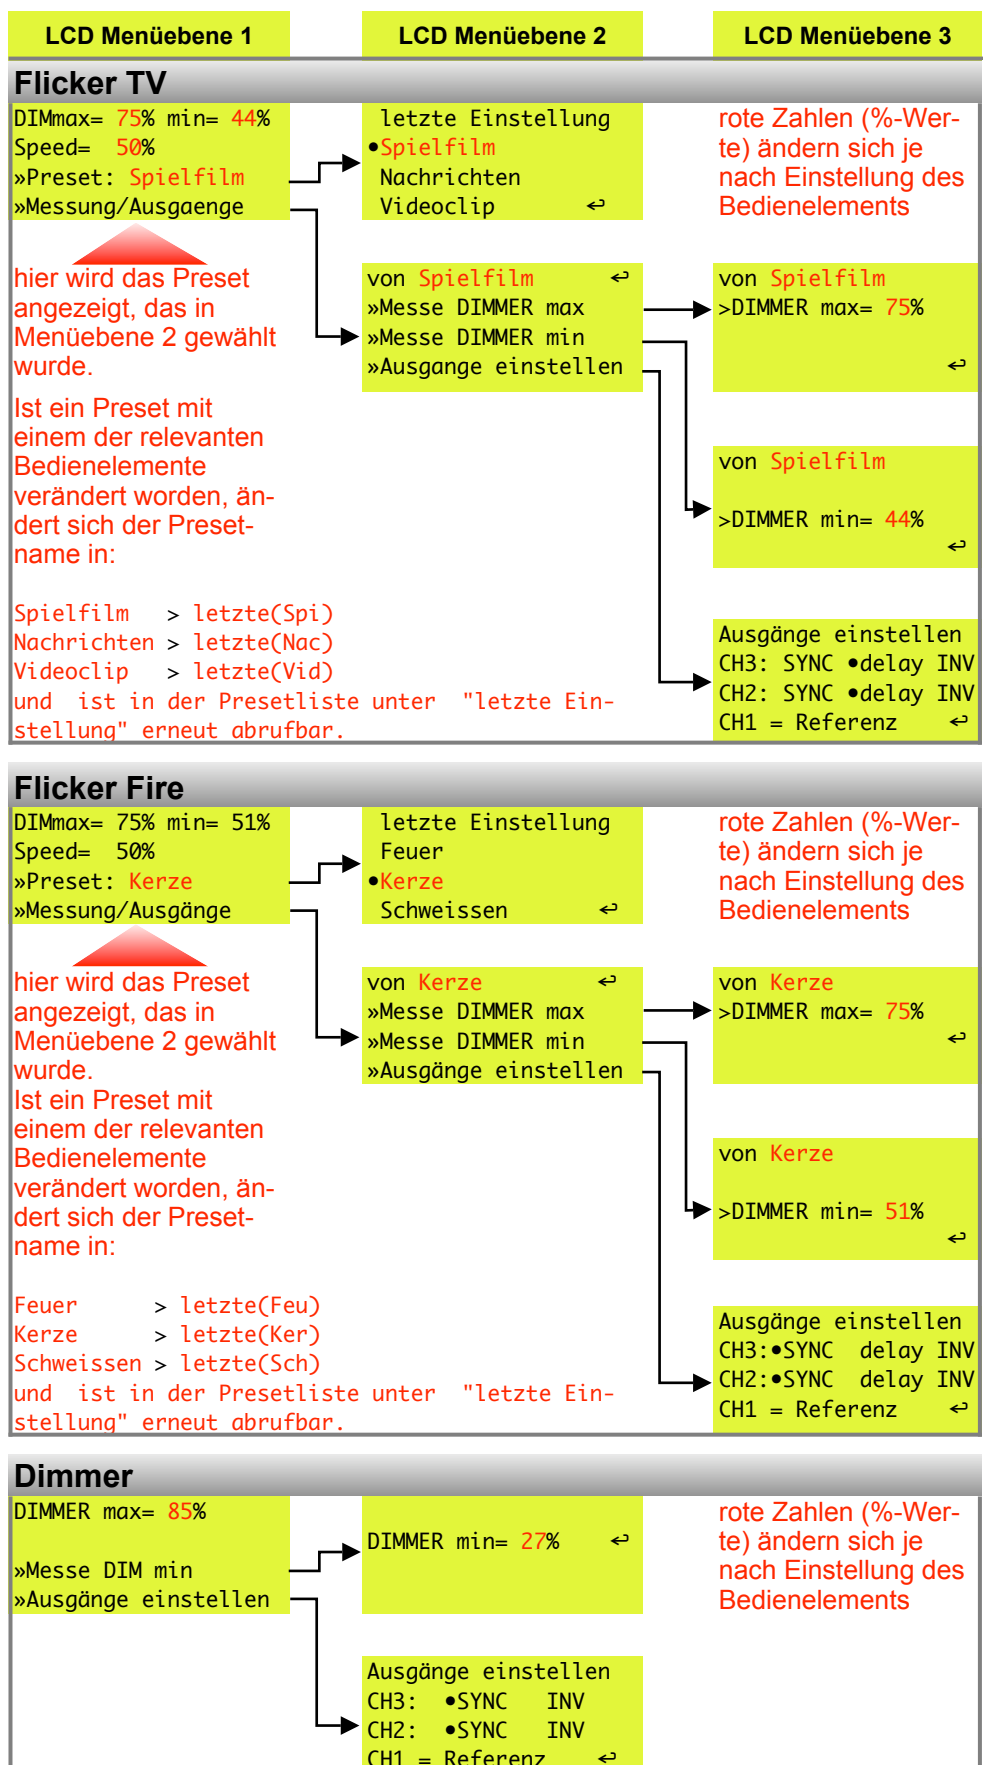 LCD Menüebene 1
LCD Menüebene 2
LCD Menüebene 3
Flicker TV
DIMmax= 75% min= 44%
Speed= 50%
»Preset: Spielfilm
»Messung/Ausgaenge
letzte Einstellung
•Spielfilm
Nachrichten
Videoclip ↩
rote Zahlen (%-Wer-
te) ändern sich je
nach Einstellung des
Bedienelements
hier wird das Preset
angezeigt, das in
Menüebene 2 gewählt
wurde.
Ist ein Preset mit
einem der relevanten
Bedienelemente
verändert worden, än-
dert sich der Preset-
name in:
von Spielfilm ↩
»Messe DIMMER max
»Messe DIMMER min
»Ausgange einstellen
von Spielfilm
>DIMMER max= 75%
↩
von Spielfilm
>DIMMER min= 44%
↩
Spielfilm > letzte(Spi)
Nachrichten > letzte(Nac)
Videoclip > letzte(Vid)
und ist in der Presetliste unter "letzte Ein-
stellung" erneut abrufbar.
Ausgänge einstellen
CH3: SYNC •delay INV
CH2: SYNC •delay INV
CH1 = Referenz ↩
Flicker Fire
DIMmax= 75% min= 51%
Speed= 50%
»Preset: Kerze
»Messung/Ausgänge
letzte Einstellung
Feuer
•Kerze
Schweissen ↩
rote Zahlen (%-Wer-
te) ändern sich je
nach Einstellung des
Bedienelements
hier wird das Preset
angezeigt, das in
Menüebene 2 gewählt
wurde.
Ist ein Preset mit
einem der relevanten
Bedienelemente
verändert worden, än-
dert sich der Preset-
name in:
von Kerze ↩
»Messe DIMMER max
»Messe DIMMER min
»Ausgänge einstellen
von Kerze
>DIMMER max= 75%
↩
von Kerze
>DIMMER min= 51%
↩
Feuer > letzte(Feu)
Kerze > letzte(Ker)
Schweissen > letzte(Sch)
und ist in der Presetliste unter "letzte Ein-
stellung" erneut abrufbar.
Ausgänge einstellen
CH3:•SYNC delay INV
CH2:•SYNC delay INV
CH1 = Referenz ↩
Dimmer
DIMMER max= 85%
»Messe DIM min
»Ausgänge einstellen
DIMMER min= 27% ↩
rote Zahlen (%-Wer-
te) ändern sich je
nach Einstellung des
Bedienelements
Ausgänge einstellen
CH3: •SYNC INV
CH2: •SYNC INV
CH1 = Referenz ↩